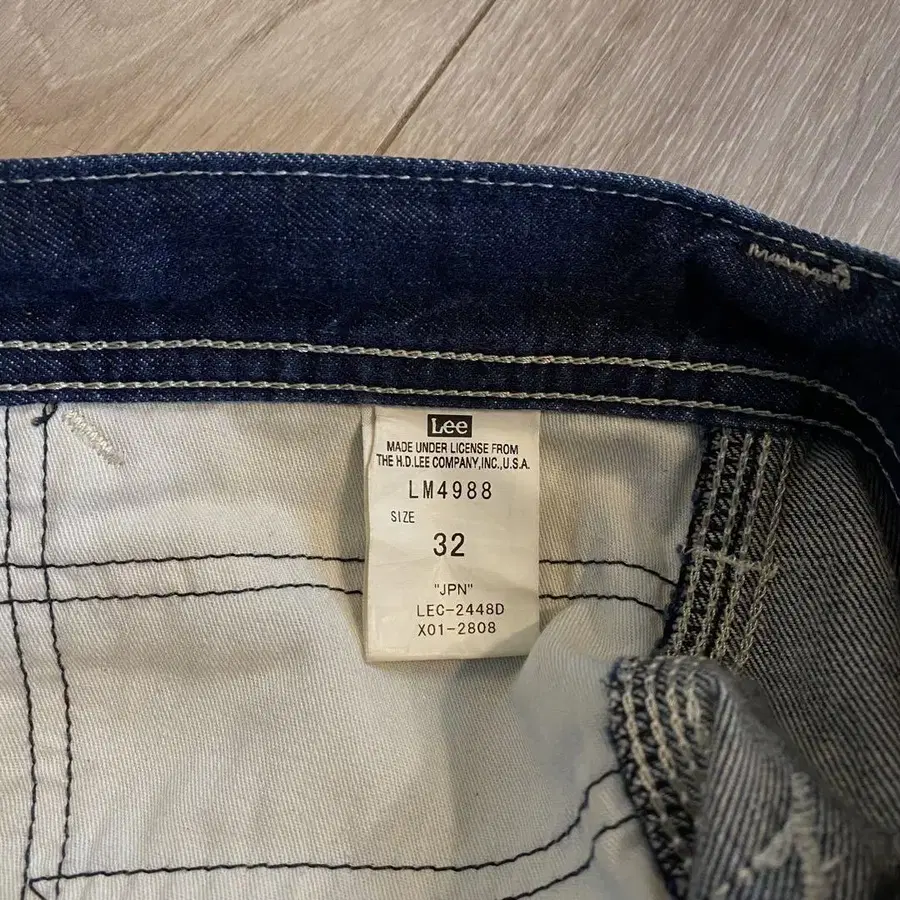 Lee
MADE UNDER LICENSE FROM
THE H.D.LEE COMPANY,INC.,U.S.A.
LM4988
SIZE
32
"JPN"
LEC-2448D
X01-2808